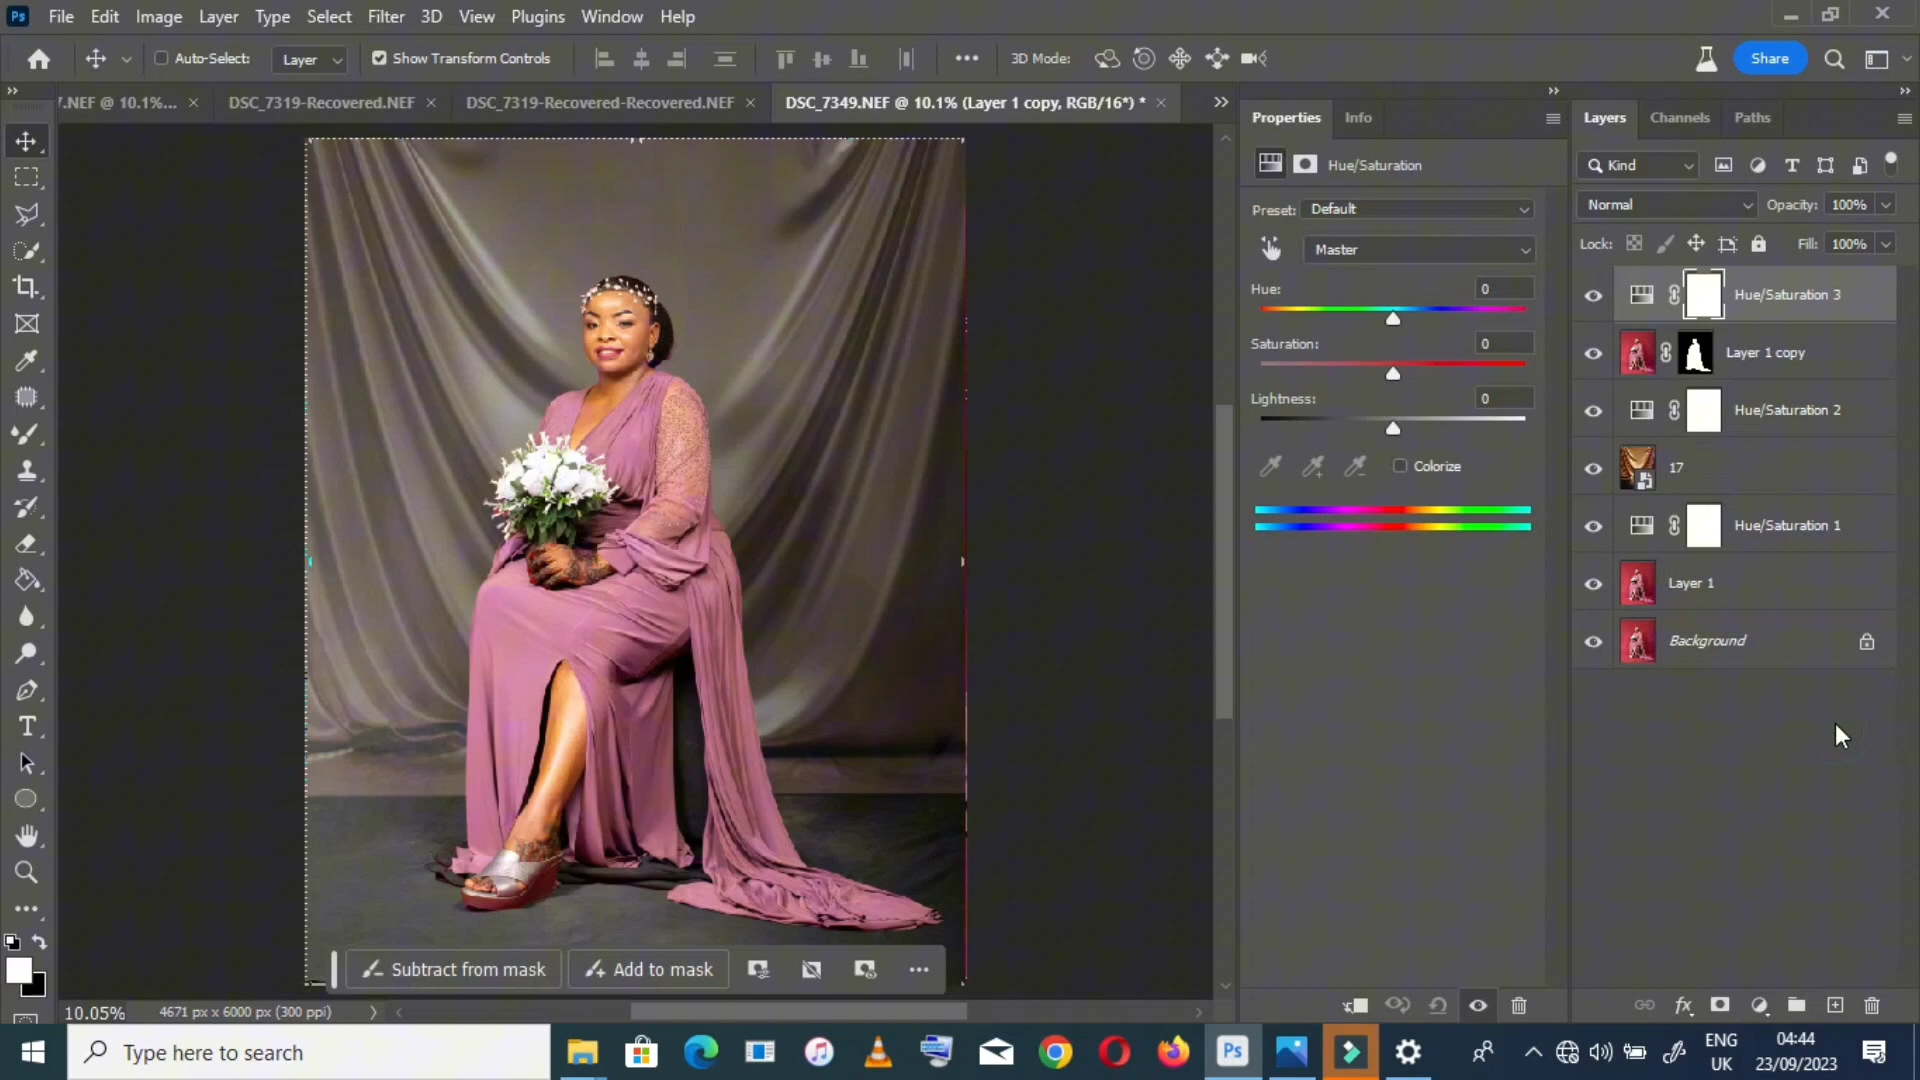 Ps File Edit Image Layer Type Select Filter 3D View Plugins Window Help
Auto-Select: Layer Show Transform Controls 3D Mode: Share
7.NEF @ 10.1%... DSC_7319-Recovered.NEF DSC_7319-Recovered-Recovered.NEF DSC_7349.NEF @ 10.1% (Layer 1 copy, RGB/16*) *
Properties Info
Hue/Saturation
Preset: Default
Master
Hue: 0
Saturation: 0
Lightness: 0
Colorize
Layers Channels Paths
Kind
Normal Opacity: 100%
Lock: Fill: 100%
Hue/Saturation 3
Layer 1 copy
Hue/Saturation 2
17
Hue/Saturation 1
Layer 1
Background
Subtract from mask Add to mask
10.05% 4671 px x 6000 px (300 ppi)
fx
Type here to search
Ps
ENG
UK
04:44
23/09/2023